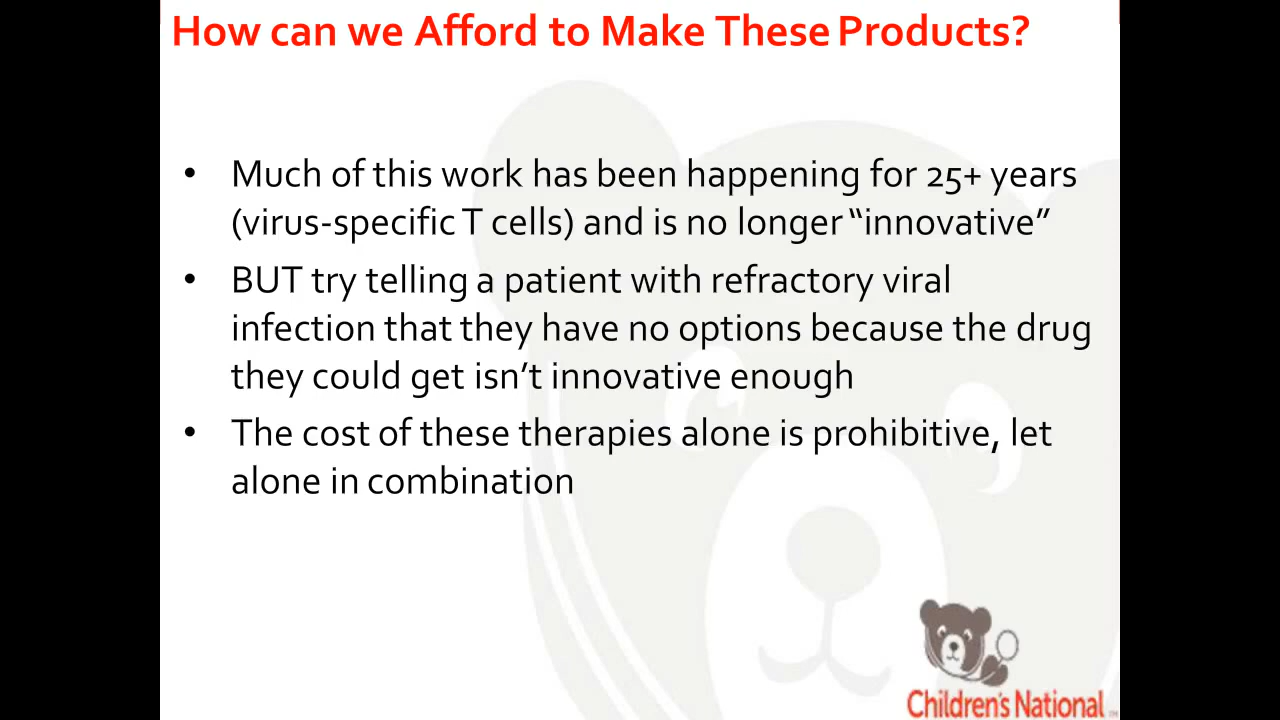 How can we Afford to Make These Products?
• Much of this work has been happening for 25+ years
(virus-specific T cells) and is no longer “innovative”
• BUT try telling a patient with refractory viral
infection that they have no options because the drug
they could get isn’t innovative enough
• The cost of these therapies alone is prohibitive, let
alone in combination
Children's National